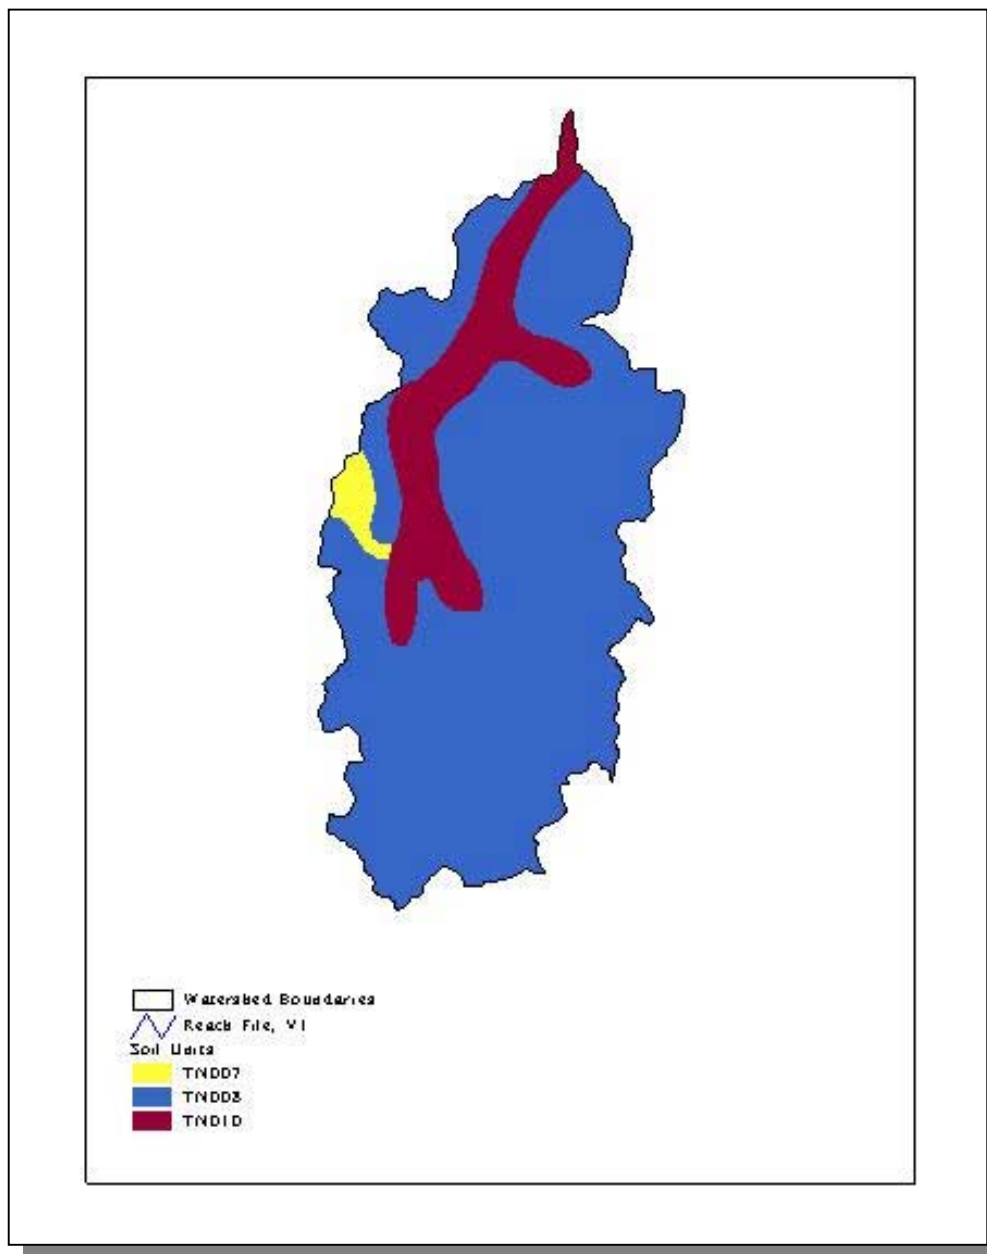 Watershed Boundaries
Reach File, V1
Soil Units
TN007
TN008
TN010